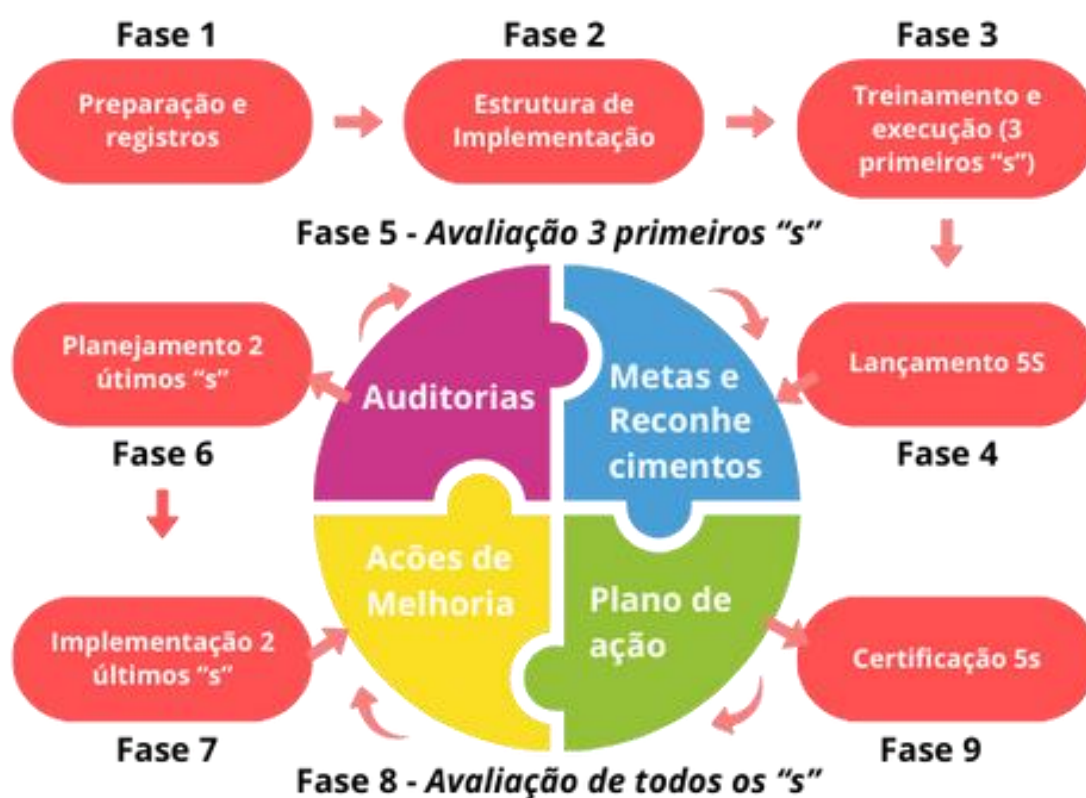 Fase 1
Preparação e
registros
Fase 2
Estrutura de
Implementação
Fase 3
Treinamento e
execução (3
primeiros “s”)
Fase 5 - Avaliação 3 primeiros “s”
Planejamento 2
útimos “s”
Fase 6
Auditorias
Metas e
Reconhe
cimentos
Lançamento 5S
Fase 4
Implementação 2
últimos “s”
Fase 7
Acões de
Melhoria
Plano de
ação
Certificação 5s
Fase 9
Fase 8 - Avaliação de todos os “s”